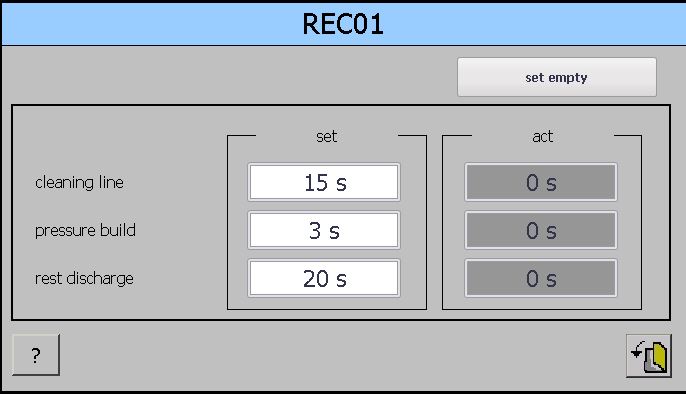 REC01
set empty
set act
cleaning line 15 s 0 s
pressure build 3 s 0 s
rest discharge 20 s 0 s
?